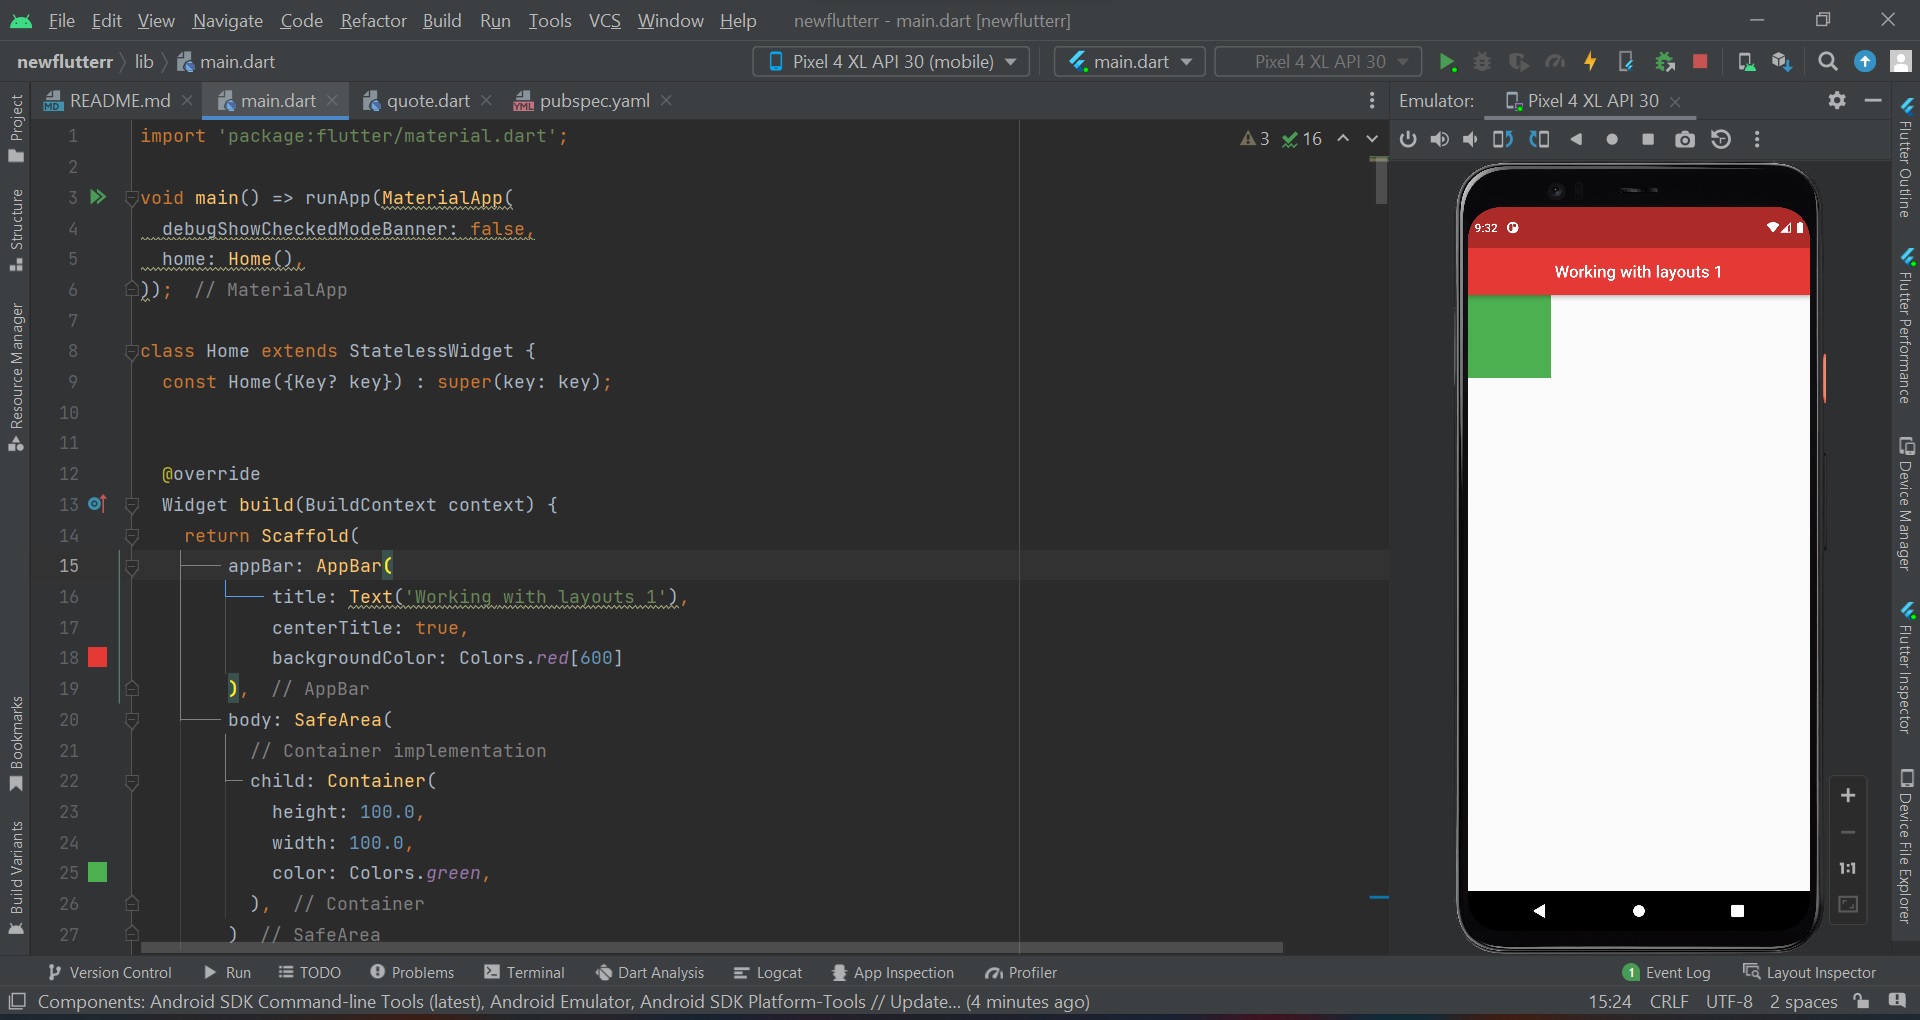 File Edit View Navigate Code Refactor Build Run Tools VCS Window Help newflutterr - main.dart [newflutterr]
newflutterr lib main.dart Pixel 4 XL API 30 (mobile) main.dart Pixel 4 XL API 30
README.md main.dart quote.dart pubspec.yaml Emulator: Pixel 4 XL API 30
Project
Structure
Resource Manager
Bookmarks
Build Variants
3 16
1 import 'package:flutter/material.dart';
2
3 void main() => runApp(MaterialApp(
4 debugShowCheckedModeBanner: false,
5 home: Home(),
6 )); // MaterialApp
7
8 class Home extends StatelessWidget {
9 const Home({Key? key}) : super(key: key);
10
11
12 @override
13 Widget build(BuildContext context) {
14 return Scaffold(
15 appBar: AppBar(
16 title: Text('Working with layouts 1'),
17 centerTitle: true,
18 backgroundColor: Colors.red[600]
19 ), // AppBar
20 body: SafeArea(
21 // Container implementation
22 child: Container(
23 height: 100.0,
24 width: 100.0,
25 color: Colors.green,
26 ), // Container
27 ) // SafeArea
9:32
Working with layouts 1
1:1
Flutter Outline
Flutter Performance
Device Manager
Flutter Inspector
Device File Explorer
Version Control Run TODO Problems Terminal Dart Analysis Logcat App Inspection Profiler 1 Event Log Layout Inspector
Components: Android SDK Command-line Tools (latest), Android Emulator, Android SDK Platform-Tools // Update... (4 minutes ago) 15:24 CRLF UTF-8 2 spaces